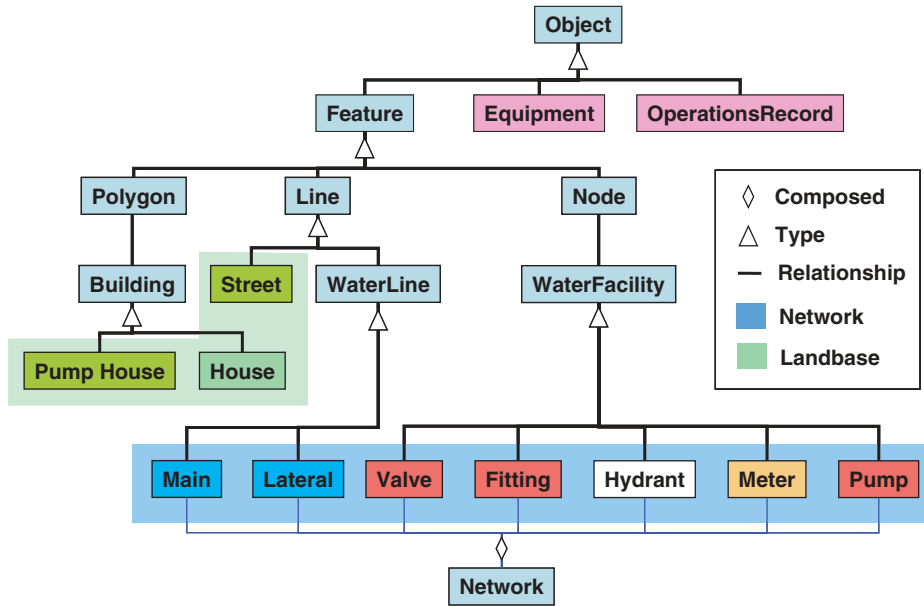 Object
Feature
Equipment
OperationsRecord
Polygon
Line
Node
Composed
Type
Relationship
Network
Landbase
Building
Street
WaterLine
WaterFacility
Pump House
House
Main
Lateral
Valve
Fitting
Hydrant
Meter
Pump
Network